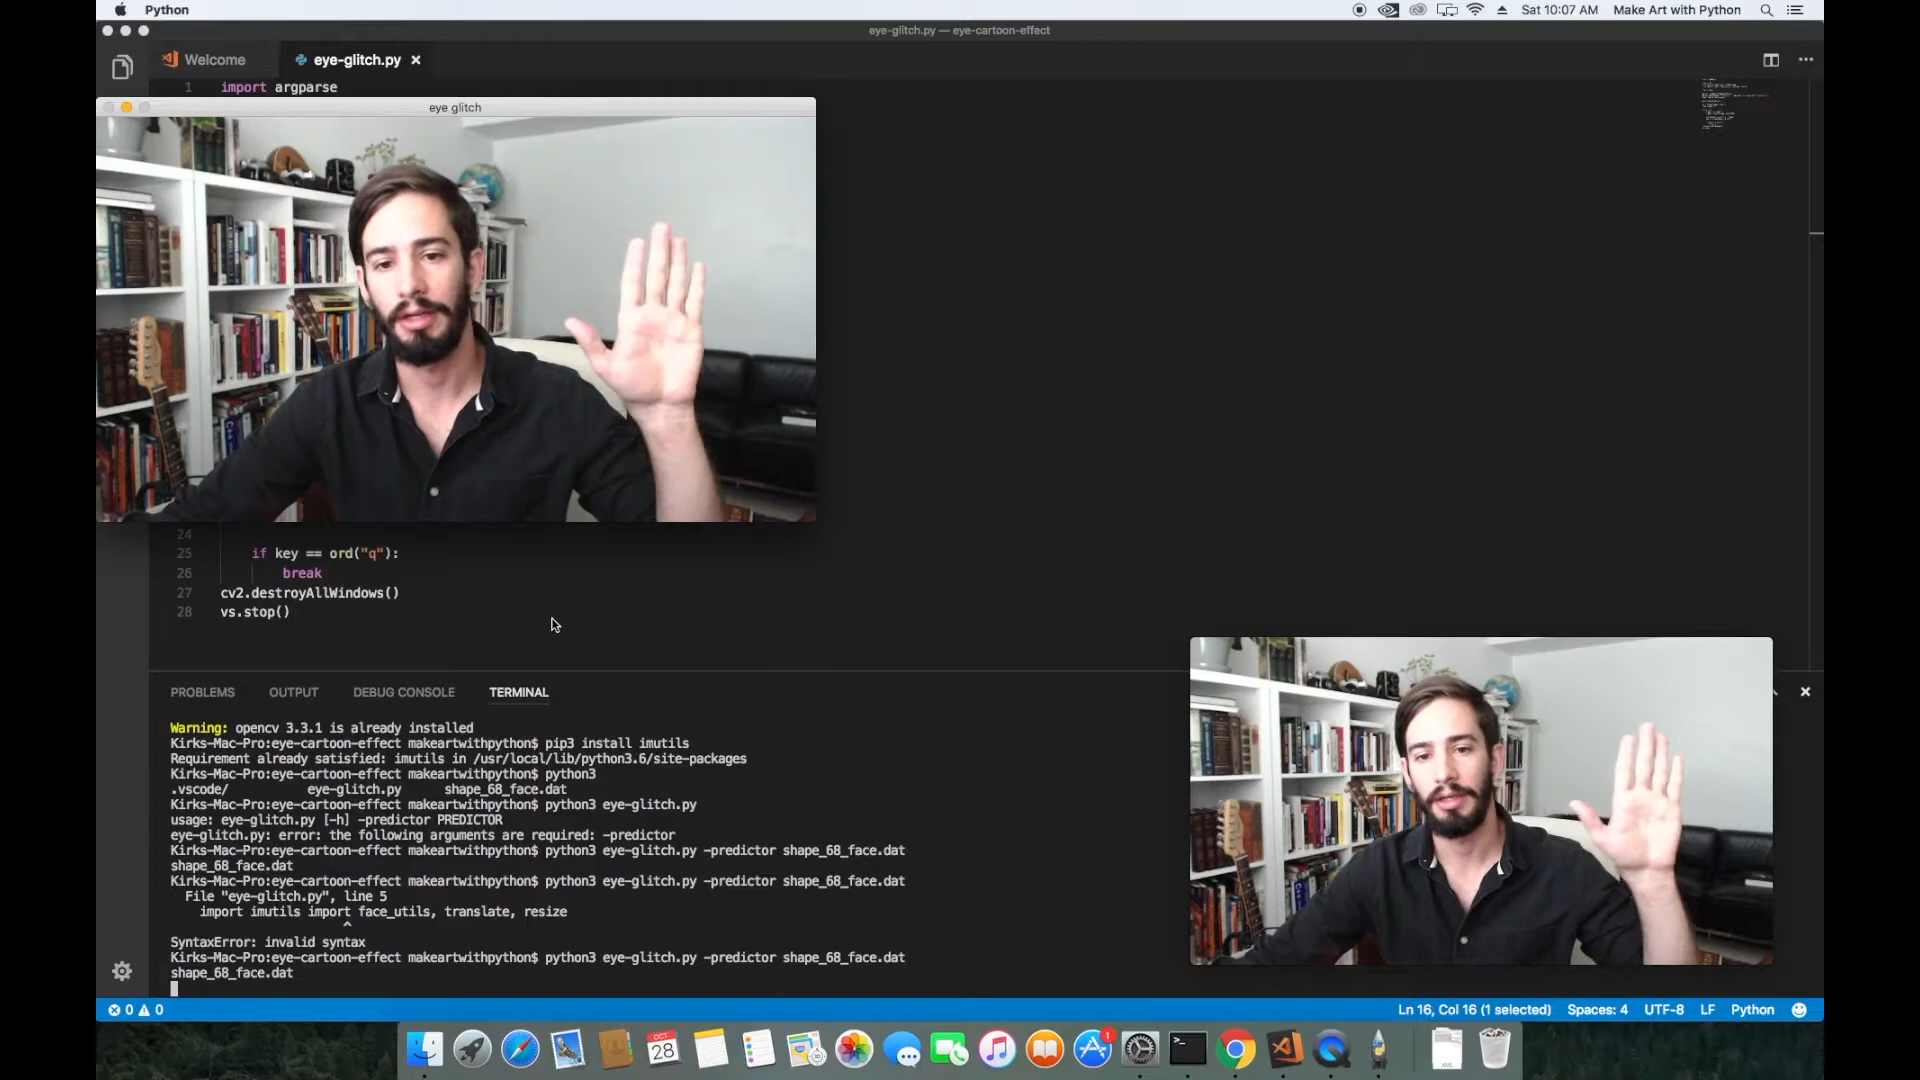 Python
Sat 10:07 AM
Make Art with Python
eye-glitch.py — eye-cartoon-effect
Welcome
eye-glitch.py
1 import argparse
eye glitch
24
25 if key == ord("q"):
26 break
27 cv2.destroyAllWindows()
28 vs.stop()
PROBLEMS
OUTPUT
DEBUG CONSOLE
TERMINAL
Warning: opencv 3.3.1 is already installed
Kirks-Mac-Pro:eye-cartoon-effect makeartwithpython$ pip3 install imutils
Requirement already satisfied: imutils in /usr/local/lib/python3.6/site-packages
Kirks-Mac-Pro:eye-cartoon-effect makeartwithpython$ python3
.vscode/ eye-glitch.py shape_68_face.dat
Kirks-Mac-Pro:eye-cartoon-effect makeartwithpython$ python3 eye-glitch.py
usage: eye-glitch.py [-h] -predictor PREDICTOR
eye-glitch.py: error: the following arguments are required: -predictor
Kirks-Mac-Pro:eye-cartoon-effect makeartwithpython$ python3 eye-glitch.py -predictor shape_68_face.dat
shape_68_face.dat
Kirks-Mac-Pro:eye-cartoon-effect makeartwithpython$ python3 eye-glitch.py -predictor shape_68_face.dat
File "eye-glitch.py", line 5
import imutils import face_utils, translate, resize
^
SyntaxError: invalid syntax
Kirks-Mac-Pro:eye-cartoon-effect makeartwithpython$ python3 eye-glitch.py -predictor shape_68_face.dat
shape_68_face.dat
0 0
Ln 16, Col 16 (1 selected)
Spaces: 4
UTF-8
LF
Python
OCT
28
1